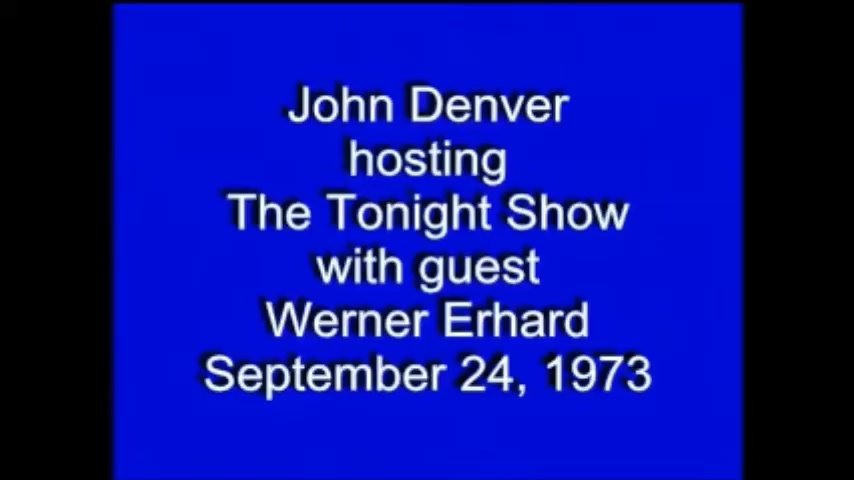 John Denver
hosting
The Tonight Show
with guest
Werner Erhard
September 24, 1973